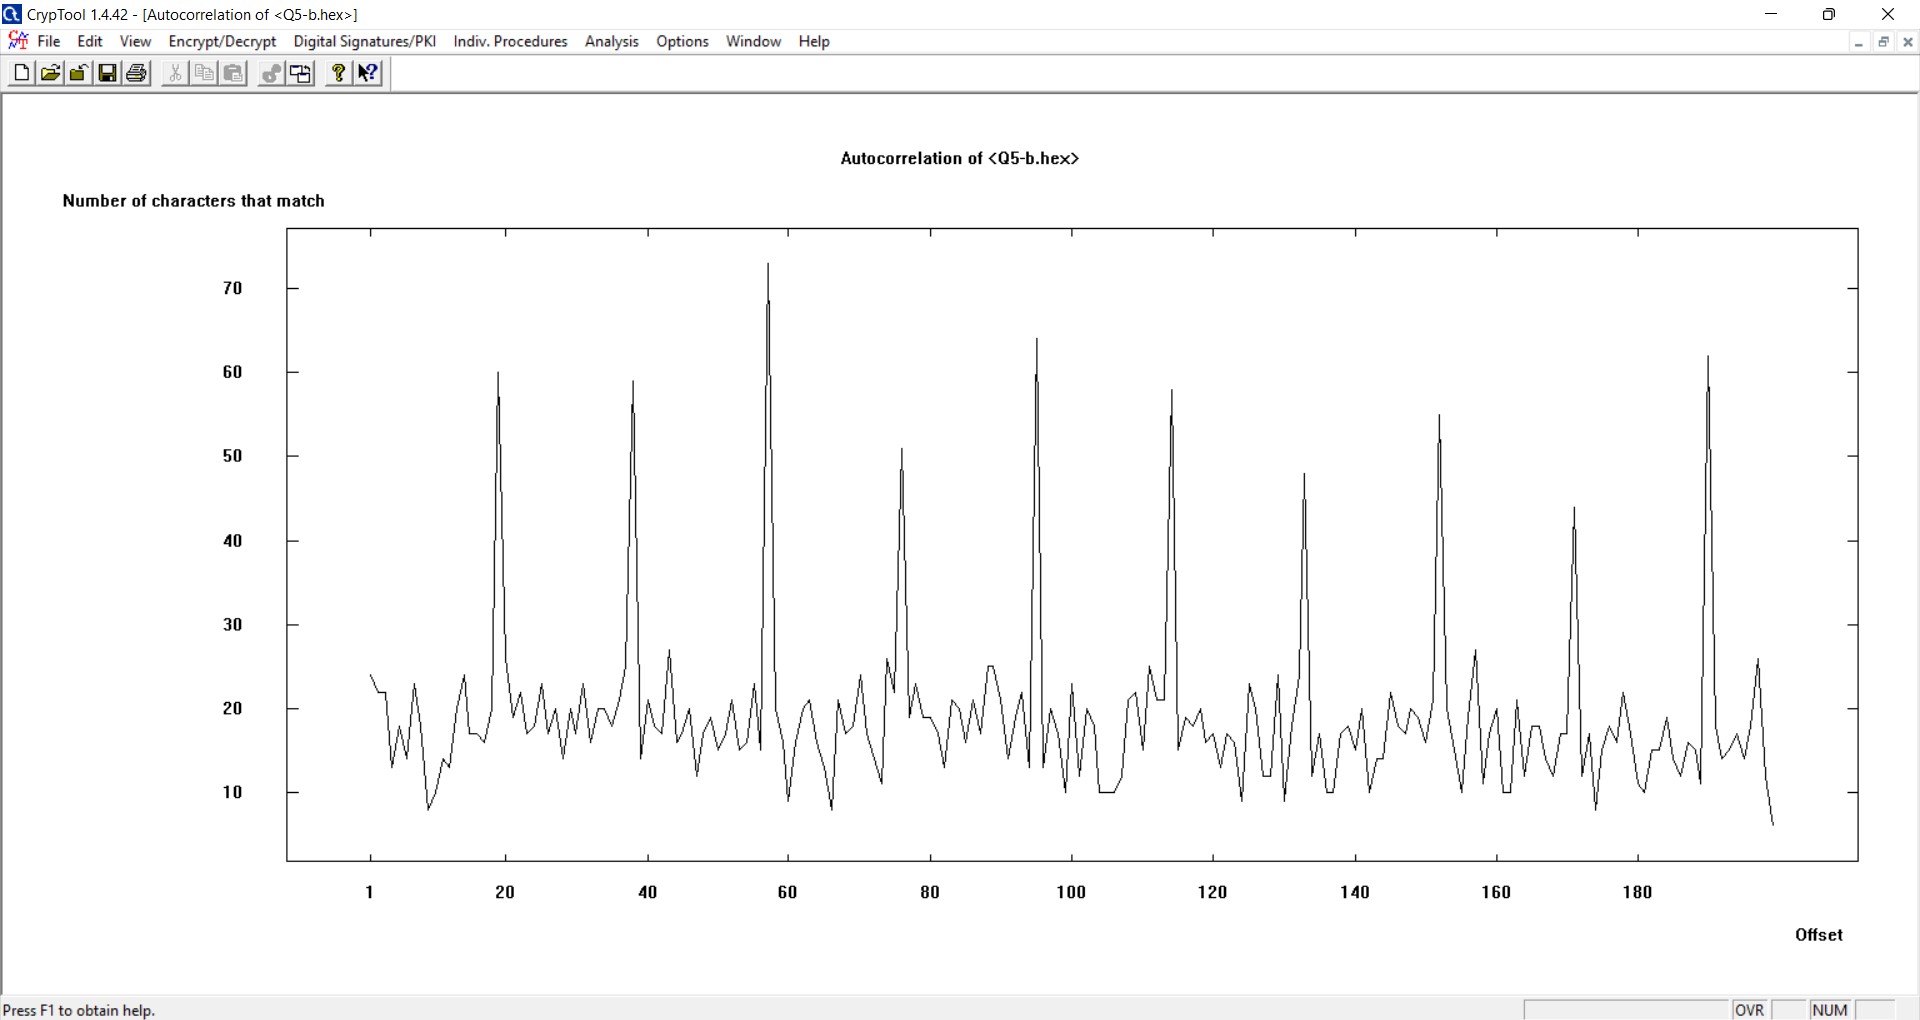 CrypTool 1.4.42 - [Autocorrelation of <Q5-b.hex>]
File Edit View Encrypt/Decrypt Digital Signatures/PKI Indiv. Procedures Analysis Options Window Help
Autocorrelation of <Q5-b.hex>
Number of characters that match
70
60
50
40
30
20
10
1 20 40 60 80 100 120 140 160 180
Offset
Press F1 to obtain help. OVR NUM